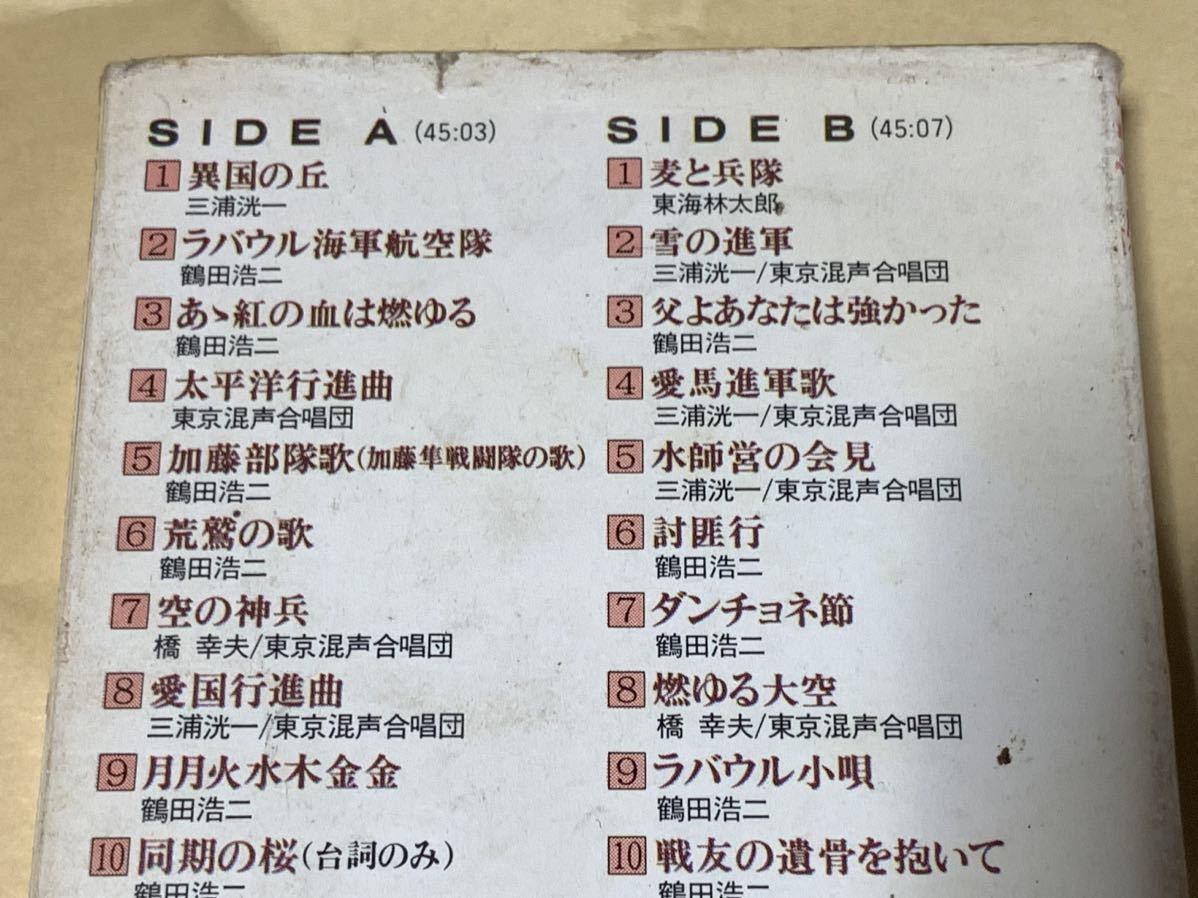 SIDE A (45:03)
1 異国の丘
三浦洸一
2 ラバウル海軍航空隊
鶴田浩二
3 あゝ紅の血は燃ゆる
鶴田浩二
4 太平洋行進曲
東京混声合唱団
5 加藤部隊歌(加藤隼戦闘隊の歌)
鶴田浩二
6 荒鷲の歌
鶴田浩二
7 空の神兵
橋 幸夫/東京混声合唱団
8 愛国行進曲
三浦洸一/東京混声合唱団
9 月月火水木金金
鶴田浩二
10 同期の桜(台詞のみ)
鶴田浩二
SIDE B (45:07)
1 麦と兵隊
東海林太郎
2 雪の進軍
三浦洸一/東京混声合唱団
3 父よあなたは強かった
鶴田浩二
4 愛馬進軍歌
三浦洸一/東京混声合唱団
5 水師営の会見
三浦洸一/東京混声合唱団
6 討匪行
鶴田浩二
7 ダンチョネ節
鶴田浩二
8 燃ゆる大空
橋 幸夫/東京混声合唱団
9 ラバウル小唄
鶴田浩二
10 戦友の遺骨を抱いて
鶴田浩二